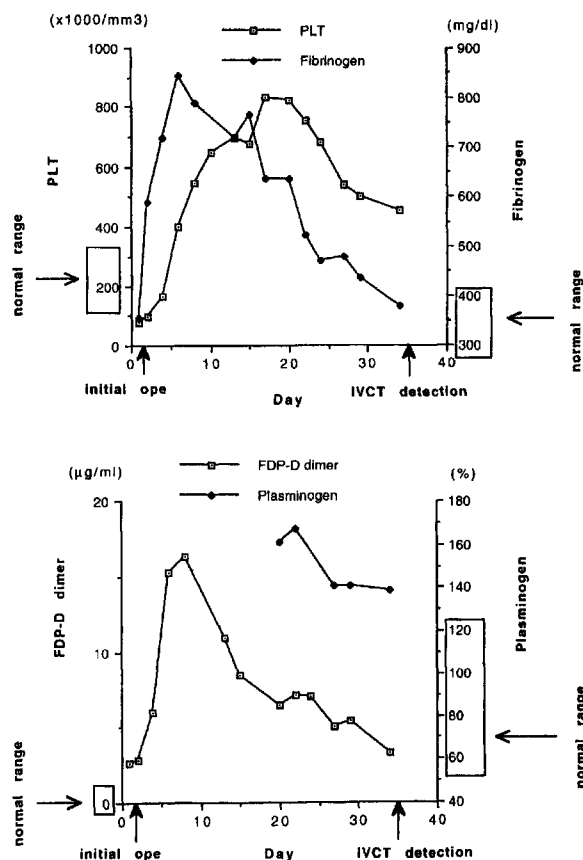 (x1000/mm3)
(mg/dl)
PLT
Fibrinogen
1000
800
600
400
200
0
PLT
normal range
900
800
700
600
500
400
300
Fibrinogen
normal range
0 10 20 30 40
initial ope
Day
IVCT detection
(µg/ml)
(%)
FDP-D dimer
Plasminogen
20
10
0
FDP-D dimer
normal range
180
160
140
120
100
80
60
40
Plasminogen
normal range
0 10 20 30 40
initial ope
Day
IVCT detection